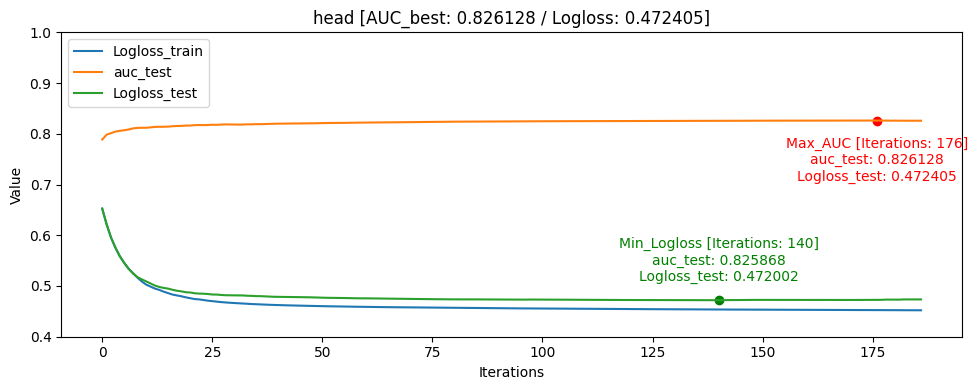 head [AUC_best: 0.826128 / Logloss: 0.472405]
1.0
0.9
0.8
0.7
0.6
0.5
0.4
Value
Logloss_train
auc_test
Logloss_test
Max_AUC [Iterations: 176]
auc_test: 0.826128
Logloss_test: 0.472405
Min_Logloss [Iterations: 140]
auc_test: 0.825868
Logloss_test: 0.472002
0 25 50 75 100 125 150 175
Iterations